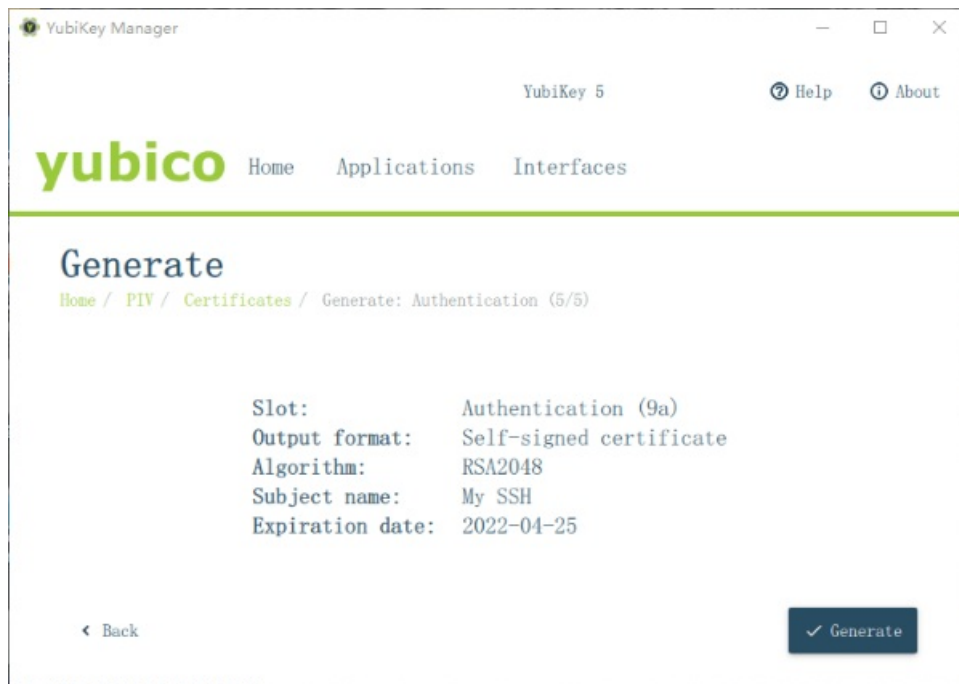 YubiKey Manager
YubiKey 5 Help About
yubico Home Applications Interfaces
Generate
Home / PIV / Certificates / Generate: Authentication (5/5)
Slot: Authentication (9a)
Output format: Self-signed certificate
Algorithm: RSA2048
Subject name: My SSH
Expiration date: 2022-04-25
Back Generate